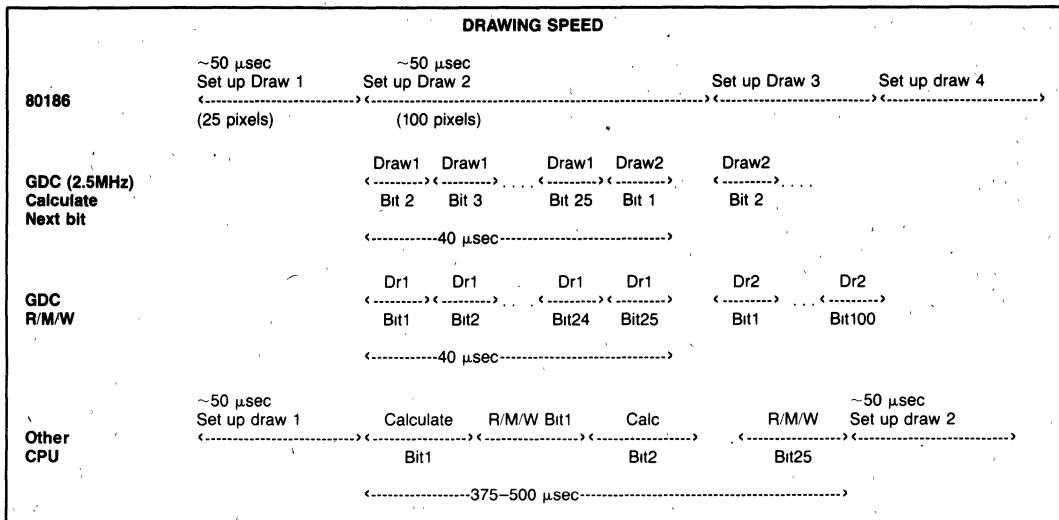 DRAWING SPEED
~50 μsec ~50 μsec
Set up Draw 1 Set up Draw 2 Set up Draw 3 Set up draw 4
80186
(25 pixels) (100 pixels)
Draw1 Draw1 Draw1 Draw2 Draw2
GDC (2.5MHz)
Calculate Bit 2 Bit 3 .... Bit 25 Bit 1 Bit 2 ....
Next bit
40 μsec
Dr1 Dr1 Dr1 Dr1 Dr2 Dr2
GDC
R/M/W Bit1 Bit2 .... Bit24 Bit25 Bit1 ... Bit100
40 μsec
~50 μsec ~50 μsec
Set up draw 1 Calculate R/M/W Bit1 Calc R/M/W Set up draw 2
Other
CPU Bit1 Bit2 Bit25
375–500 μsec